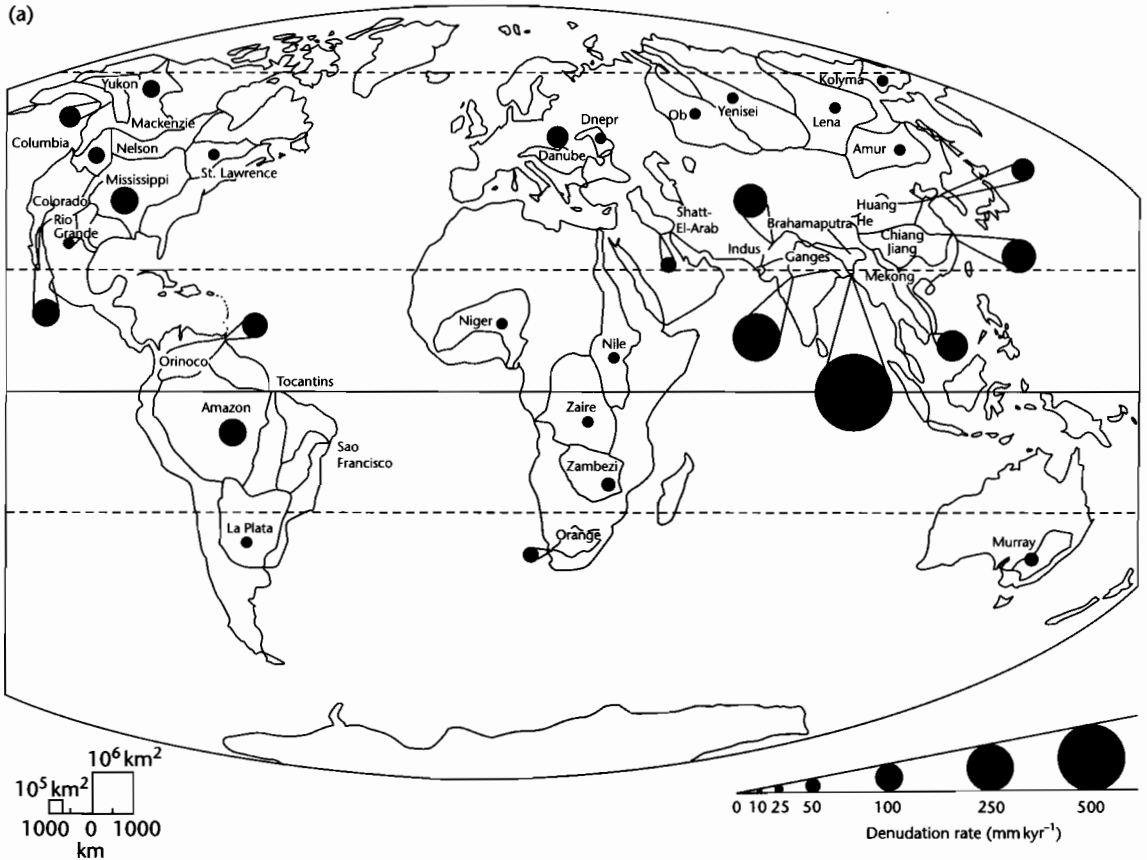 (a)
Yukon
Kolyma
Mackenzie
Ob
Yenisei
Lena
Columbia
Nelson
Dnepr
Danube
Amur
St. Lawrence
Mississippi
Colorado
Rio
Grande
Shatt-
El-Arab
Huang
He
Brahamaputra
Chiang
Jiang
Indus
Ganges
Mekong
Niger
Nile
Orinoco
Tocantins
Amazon
Zaire
Sao
Francisco
Zambezi
La Plata
Orange
Murray
10⁶ km²
10⁵ km²
1000 0 1000
km
0 10 25 50 100 250 500
Denudation rate (mm kyr⁻¹)